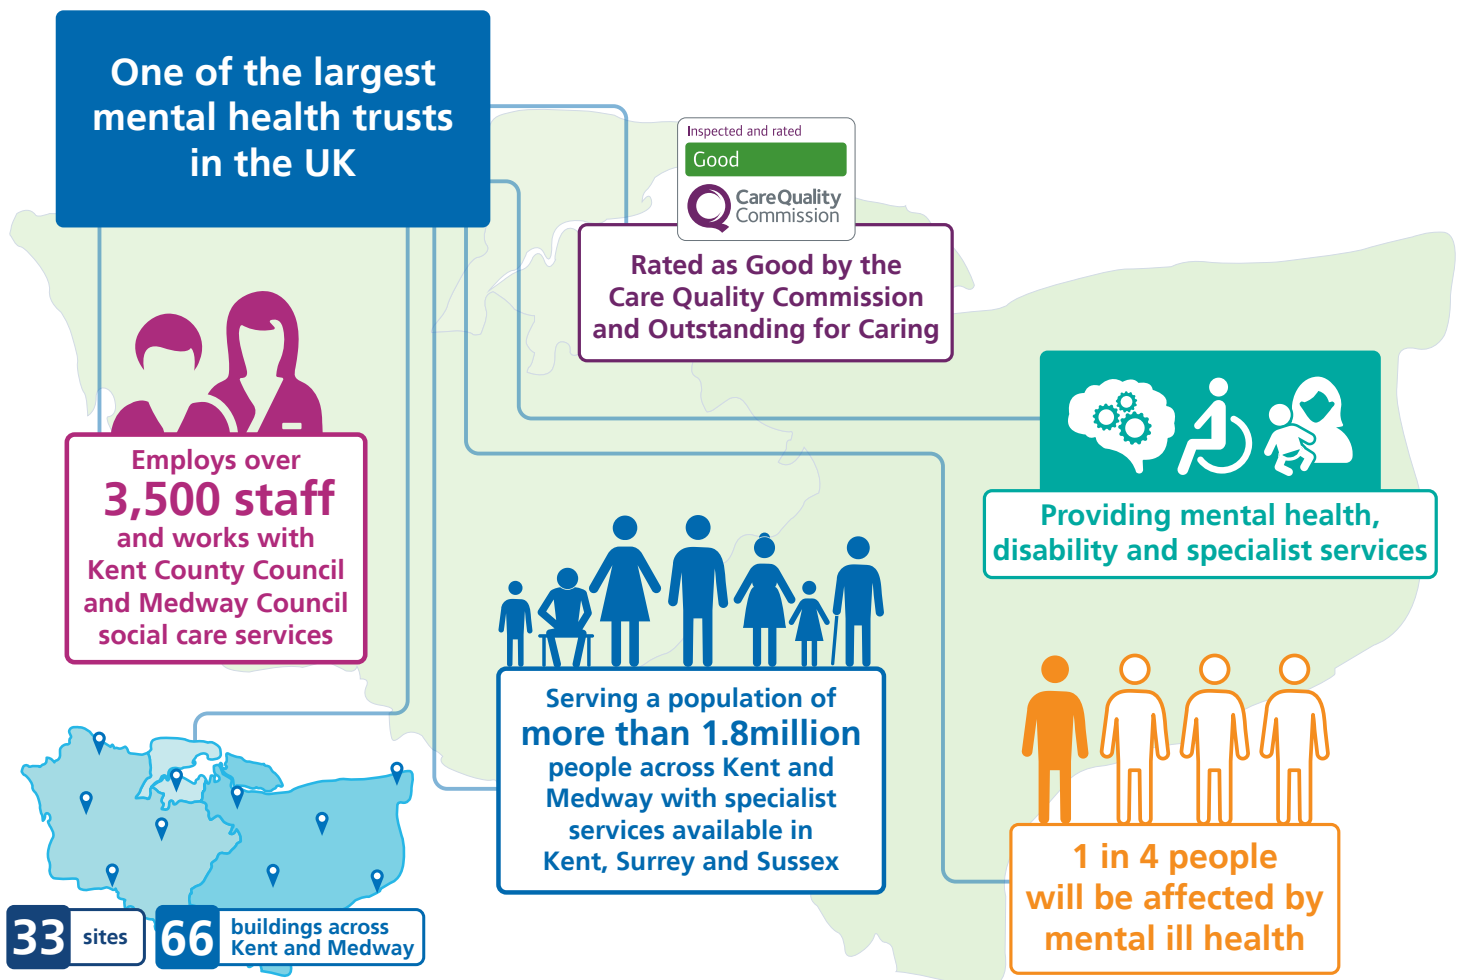 One of the largest
mental health trusts
in the UK
Inspected and rated
Good
CareQuality
Commission
Rated as Good by the
Care Quality Commission
and Outstanding for Caring
Employs over
3,500 staff
and works with
Kent County Council
and Medway Council
social care services
Providing mental health,
disability and specialist services
Serving a population of
more than 1.8million
people across Kent and
Medway with specialist
services available in
Kent, Surrey and Sussex
1 in 4 people
will be affected by
mental ill health
33 sites
66 buildings across
Kent and Medway